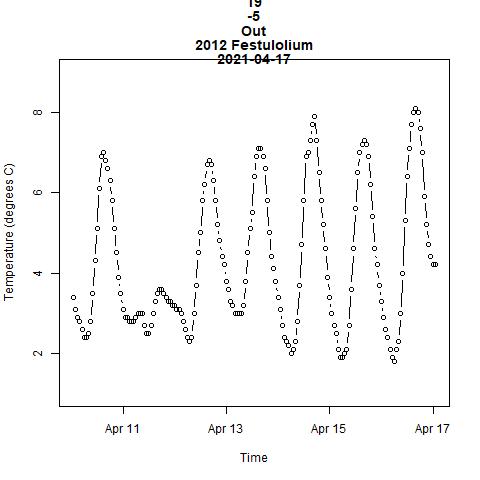 19
-5
Out
2012 Festulolium
2021-04-17
Temperature (degrees C)
8
6
4
2
Apr 11 Apr 13 Apr 15 Apr 17
Time